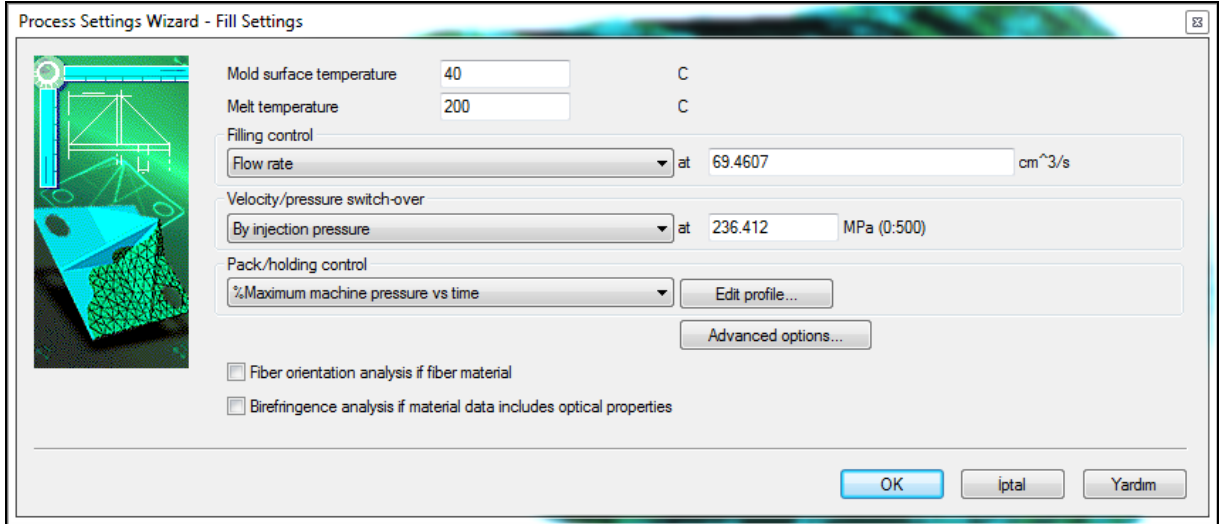 Process Settings Wizard - Fill Settings
Mold surface temperature 40 C
Melt temperature 200 C
Filling control
Flow rate at 69.4607 cm^3/s
Velocity/pressure switch-over
By injection pressure at 236.412 MPa (0:500)
Pack/holding control
%Maximum machine pressure vs time Edit profile...
Advanced options...
Fiber orientation analysis if fiber material
Birefringence analysis if material data includes optical properties
OK İptal Yardım